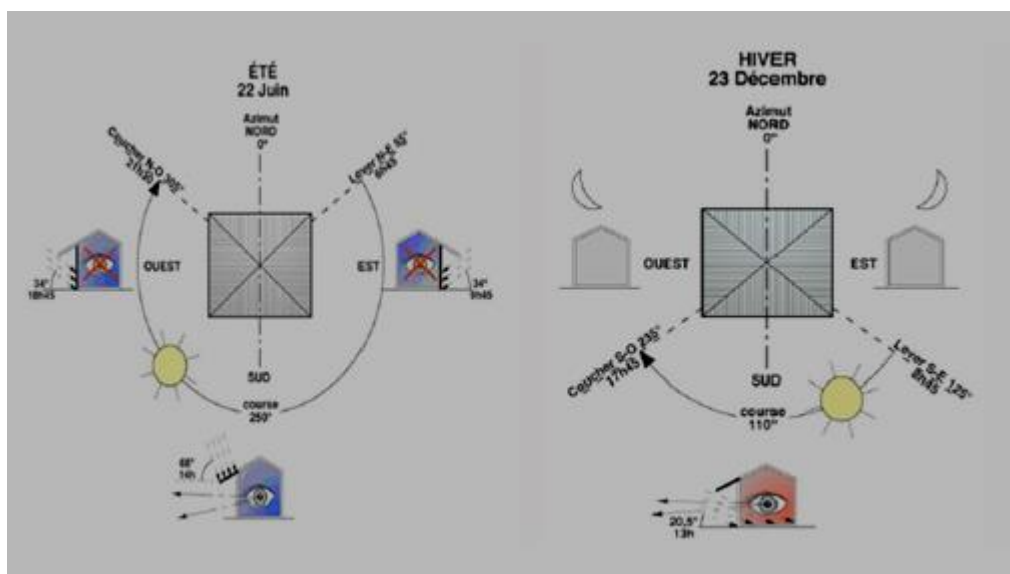 ÉTÉ
22 Juin
Azimut
NORD
0°
Coucher N-O 305°
21h30
Lever N-E 55°
6h45
OUEST
EST
34°
18h45
34°
9h45
SUD
course
250°
68°
14h
HIVER
23 Décembre
Azimut
NORD
0°
OUEST
EST
Coucher S-O 235°
17h45
Lever S-E 125°
8h45
SUD
course
110°
20,5°
13h